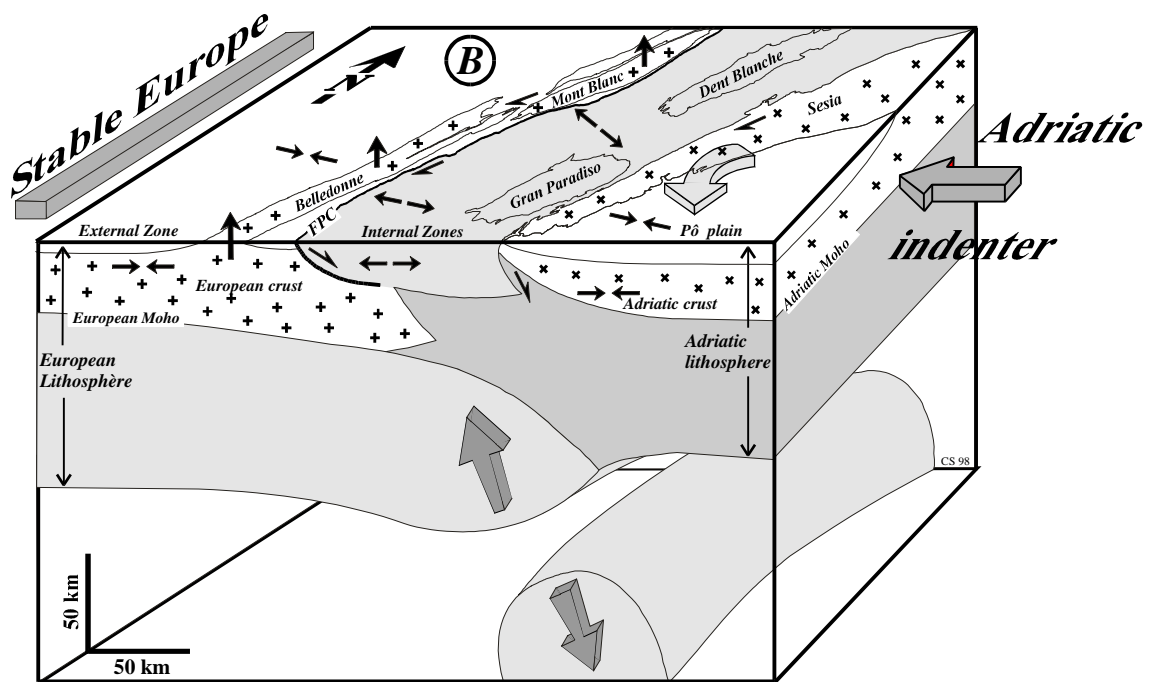 Stable Europe
N
B
Mont Blanc
Dent Blanche
Sesia
Adriatic
indenter
Belledonne
Gran Paradiso
FPC
External Zone
Internal Zones
Pô plain
European crust
European Moho
Adriatic crust
Adriatic Moho
European
Lithosphère
Adriatic
lithosphere
CS 98
50 km
50 km